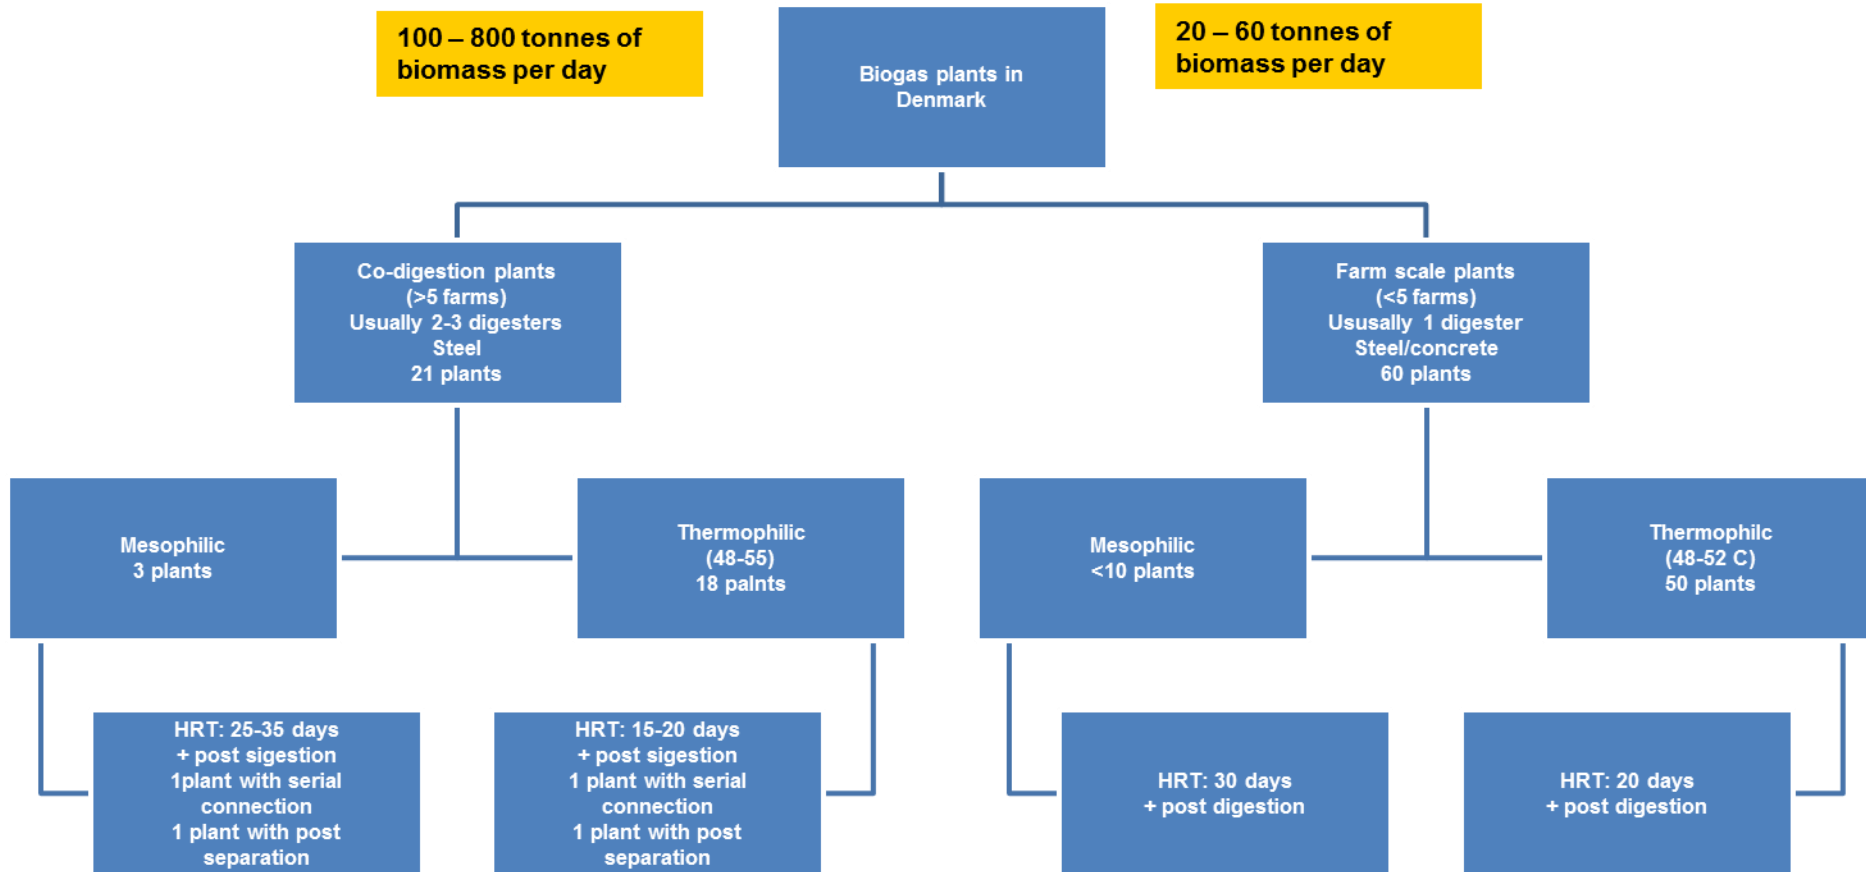 100 – 800 tonnes of
biomass per day
Biogas plants in
Denmark
20 – 60 tonnes of
biomass per day
Co-digestion plants
(>5 farms)
Usually 2-3 digesters
Steel
21 plants
Farm scale plants
(<5 farms)
Ususally 1 digester
Steel/concrete
60 plants
Mesophilic
3 plants
Thermophilic
(48-55)
18 palnts
Mesophilic
<10 plants
Thermophilc
(48-52 C)
50 plants
HRT: 25-35 days
+ post sigestion
1plant with serial
connection
1 plant with post
separation
HRT: 15-20 days
+ post sigestion
1 plant with serial
connection
1 plant with post
separation
HRT: 30 days
+ post digestion
HRT: 20 days
+ post digestion